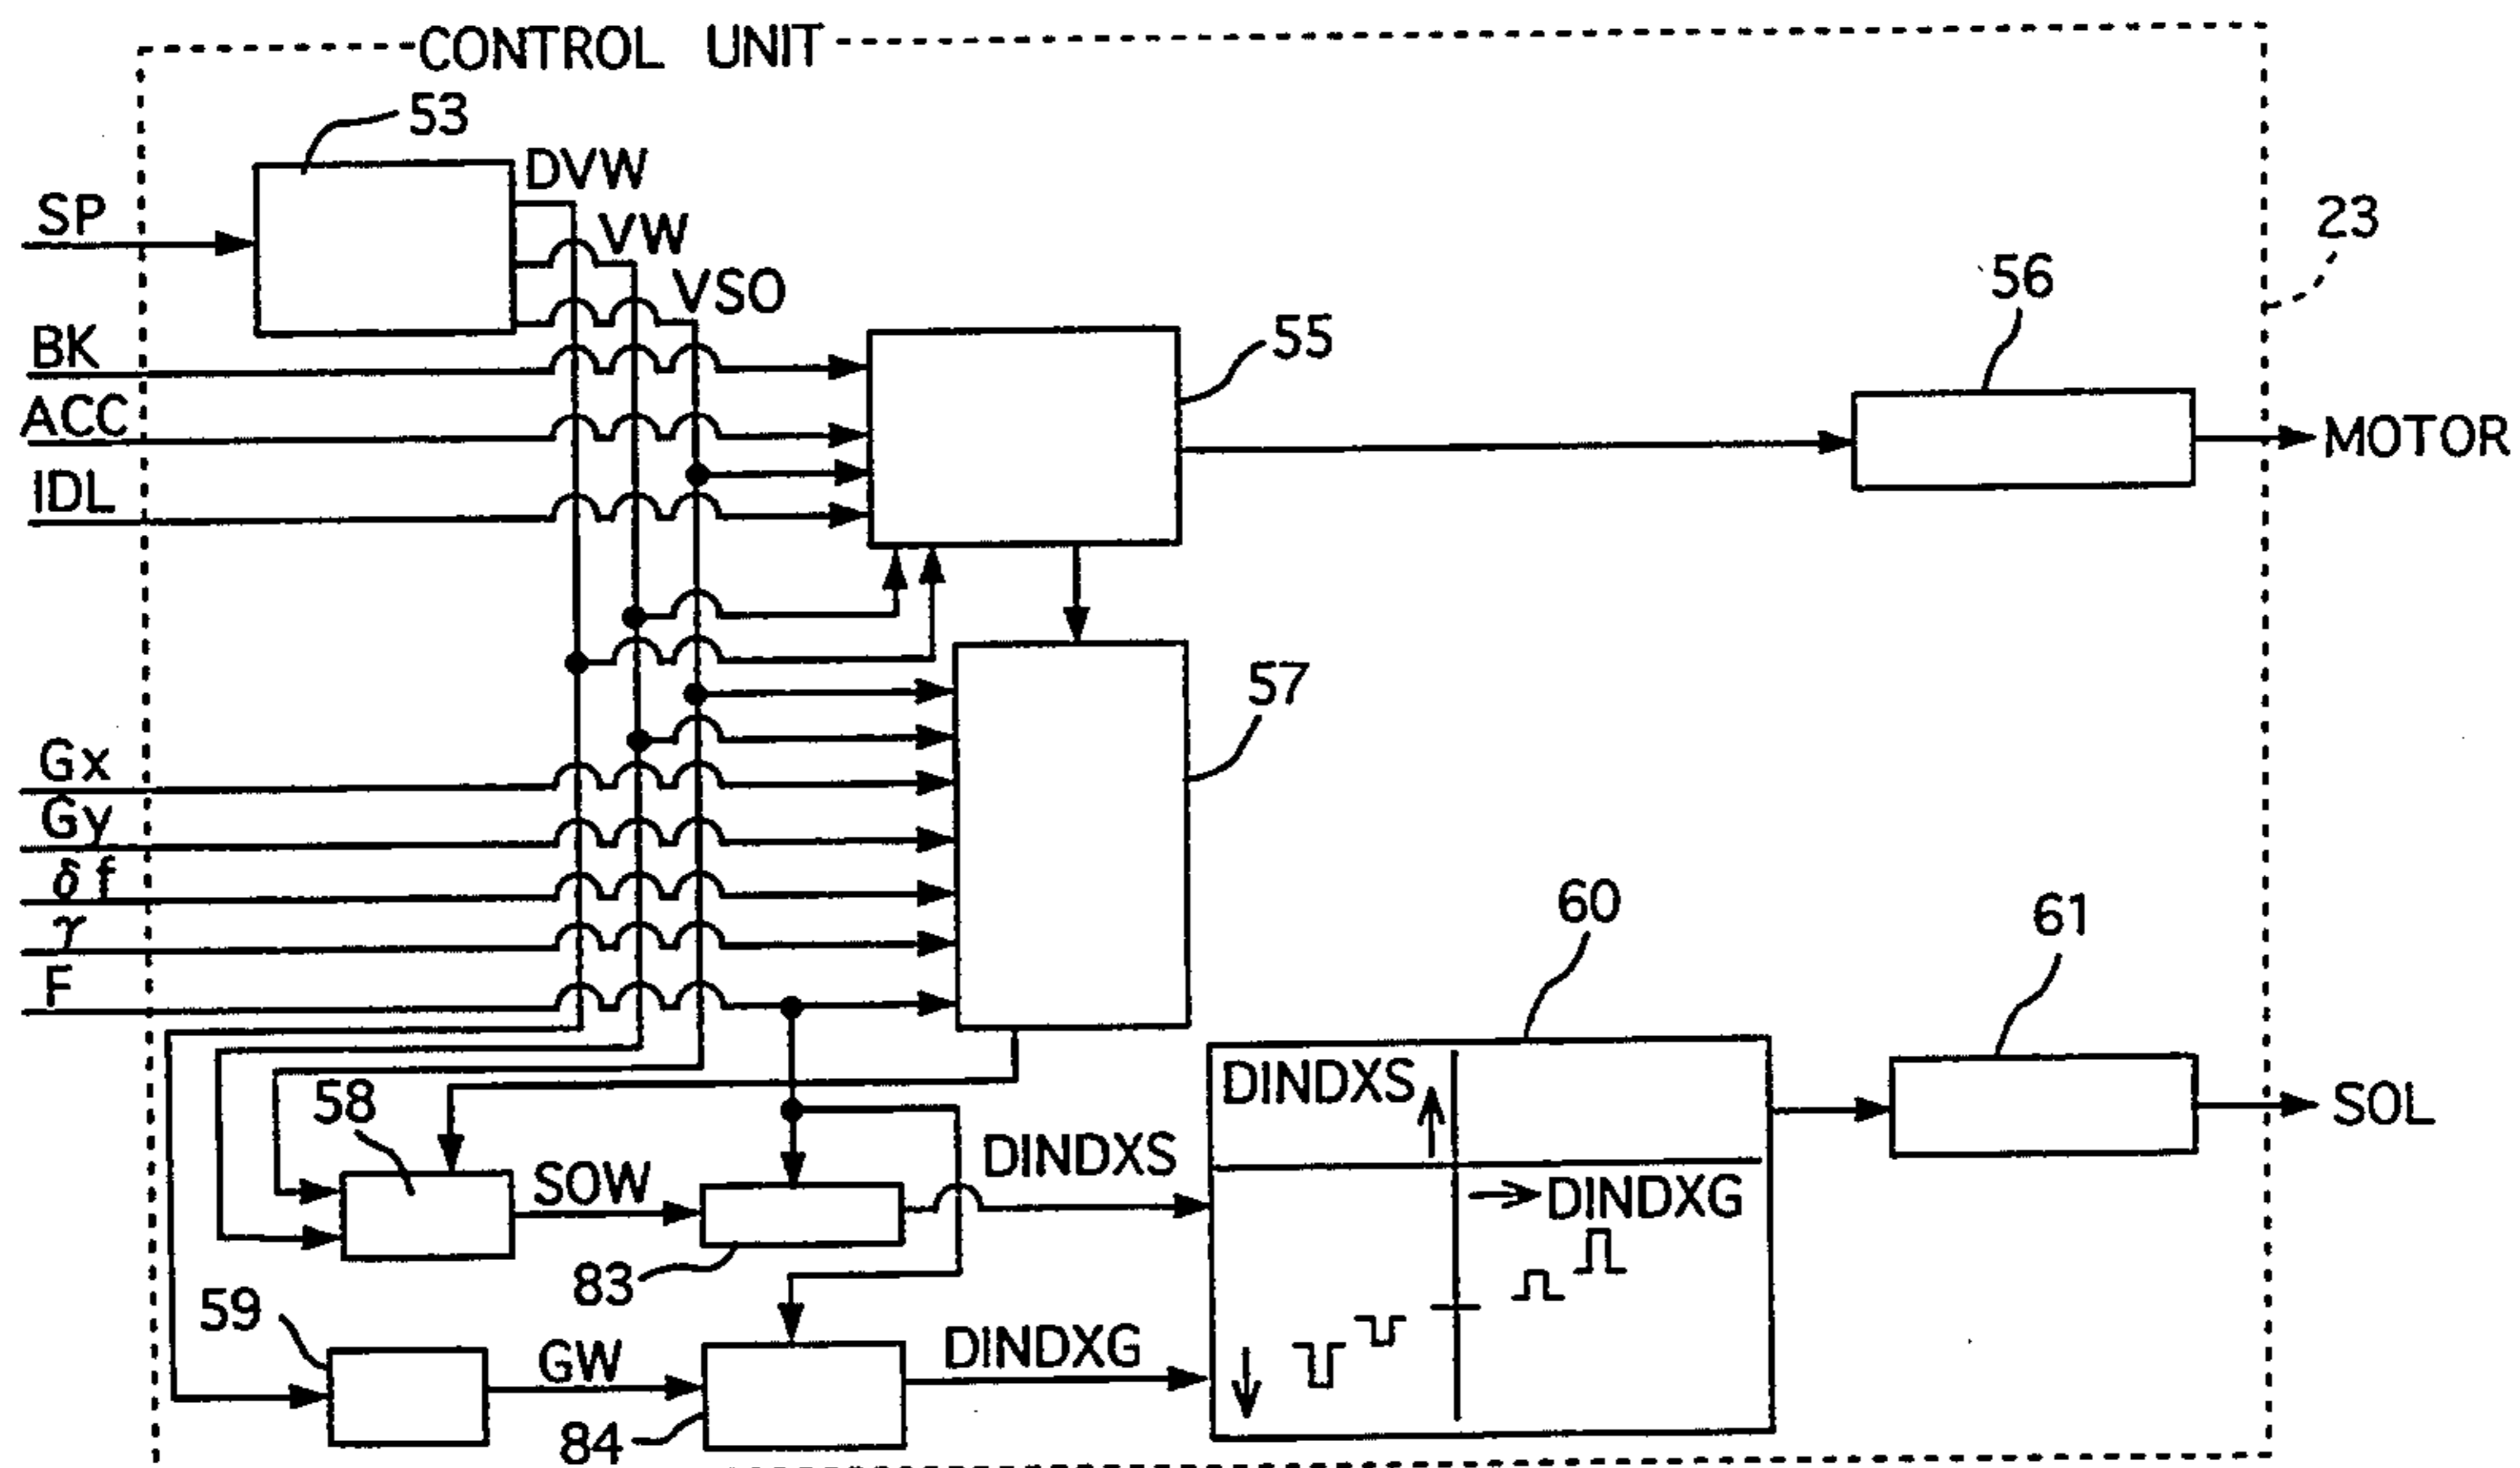 CONTROL UNIT
53
DVW
SP
VW
23
VSO
56
BK
55
ACC
MOTOR
IDL
57
Gx
Gy
δf
γ
F
60
61
DINDXS
58
SOL
DINDXS
SOW
DINDXG
83
59
GW
DINDXG
84